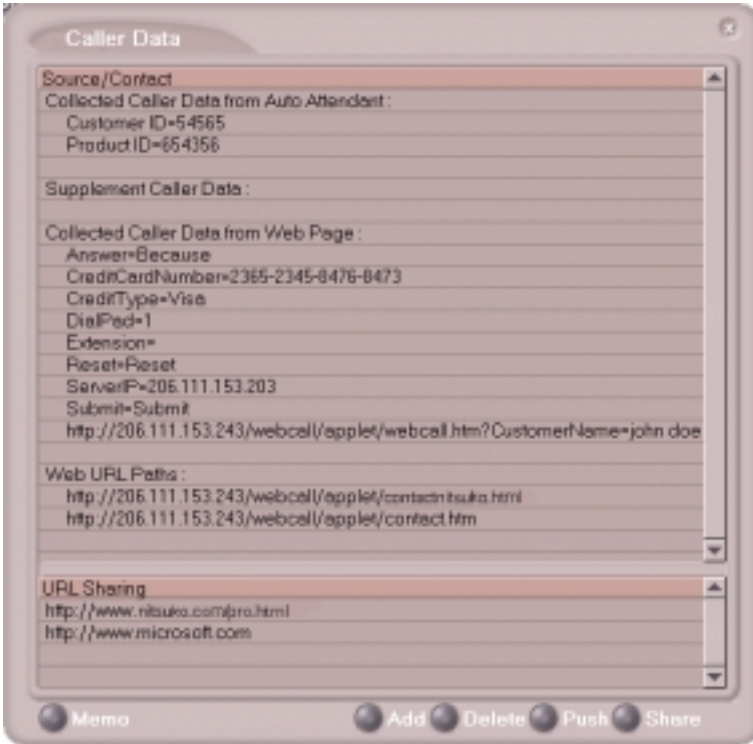 Caller Data
Source/Contact
Collected Caller Data from Auto Attendant :
Customer ID=54565
Product ID=654356
Supplement Caller Data :
Collected Caller Data from Web Page :
Answer=Because
CreditCardNumber=2365-2345-8476-8473
CreditType=Visa
DialPad=1
Extension=
Reset=Reset
ServerIP=206.111.153.203
Submit=Submit
http://206.111.153.243/webcall/applet/webcall.htm?CustomerName=john doe
Web URL Paths :
http://206.111.153.243/webcall/applet/contactnitsuko.html
http://206.111.153.243/webcall/applet/contact.htm
URL Sharing
http://www.nitsuko.com/pro.html
http://www.microsoft.com
Memo
Add Delete Push Share